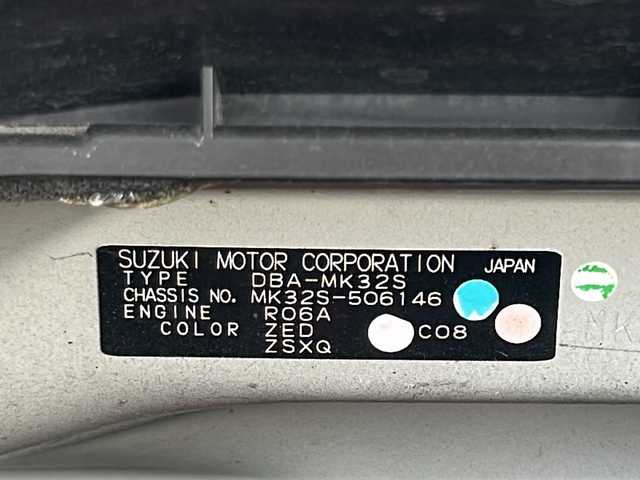 SUZUKI MOTOR CORPORATION JAPAN
TYPE DBA-MK32S
CHASSIS NO. MK32S-506146
ENGINE R06A
COLOR ZED C08
ZSXQ